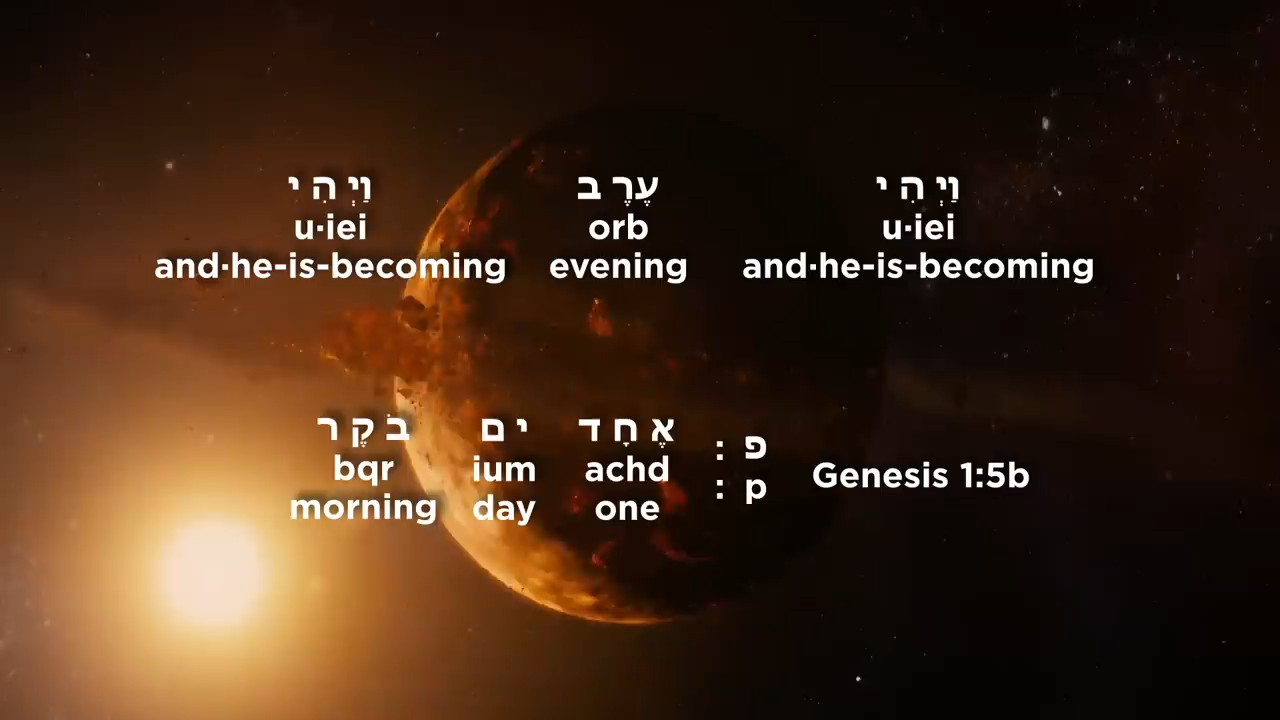 וַיְהִי עֶרֶב וַיְהִי
u·iei orb u·iei
and·he-is-becoming evening and·he-is-becoming
בֹקֶר ים אֶחָד : פ
bqr ium achd : p
morning day one
Genesis 1:5b